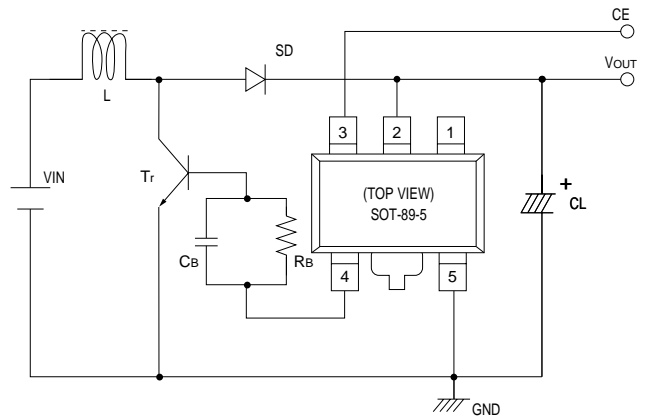 CE
SD
VOUT
L
3
2
1
VIN
Tr
(TOP VIEW)
SOT-89-5
+
CL
CB
RB
4
5
GND